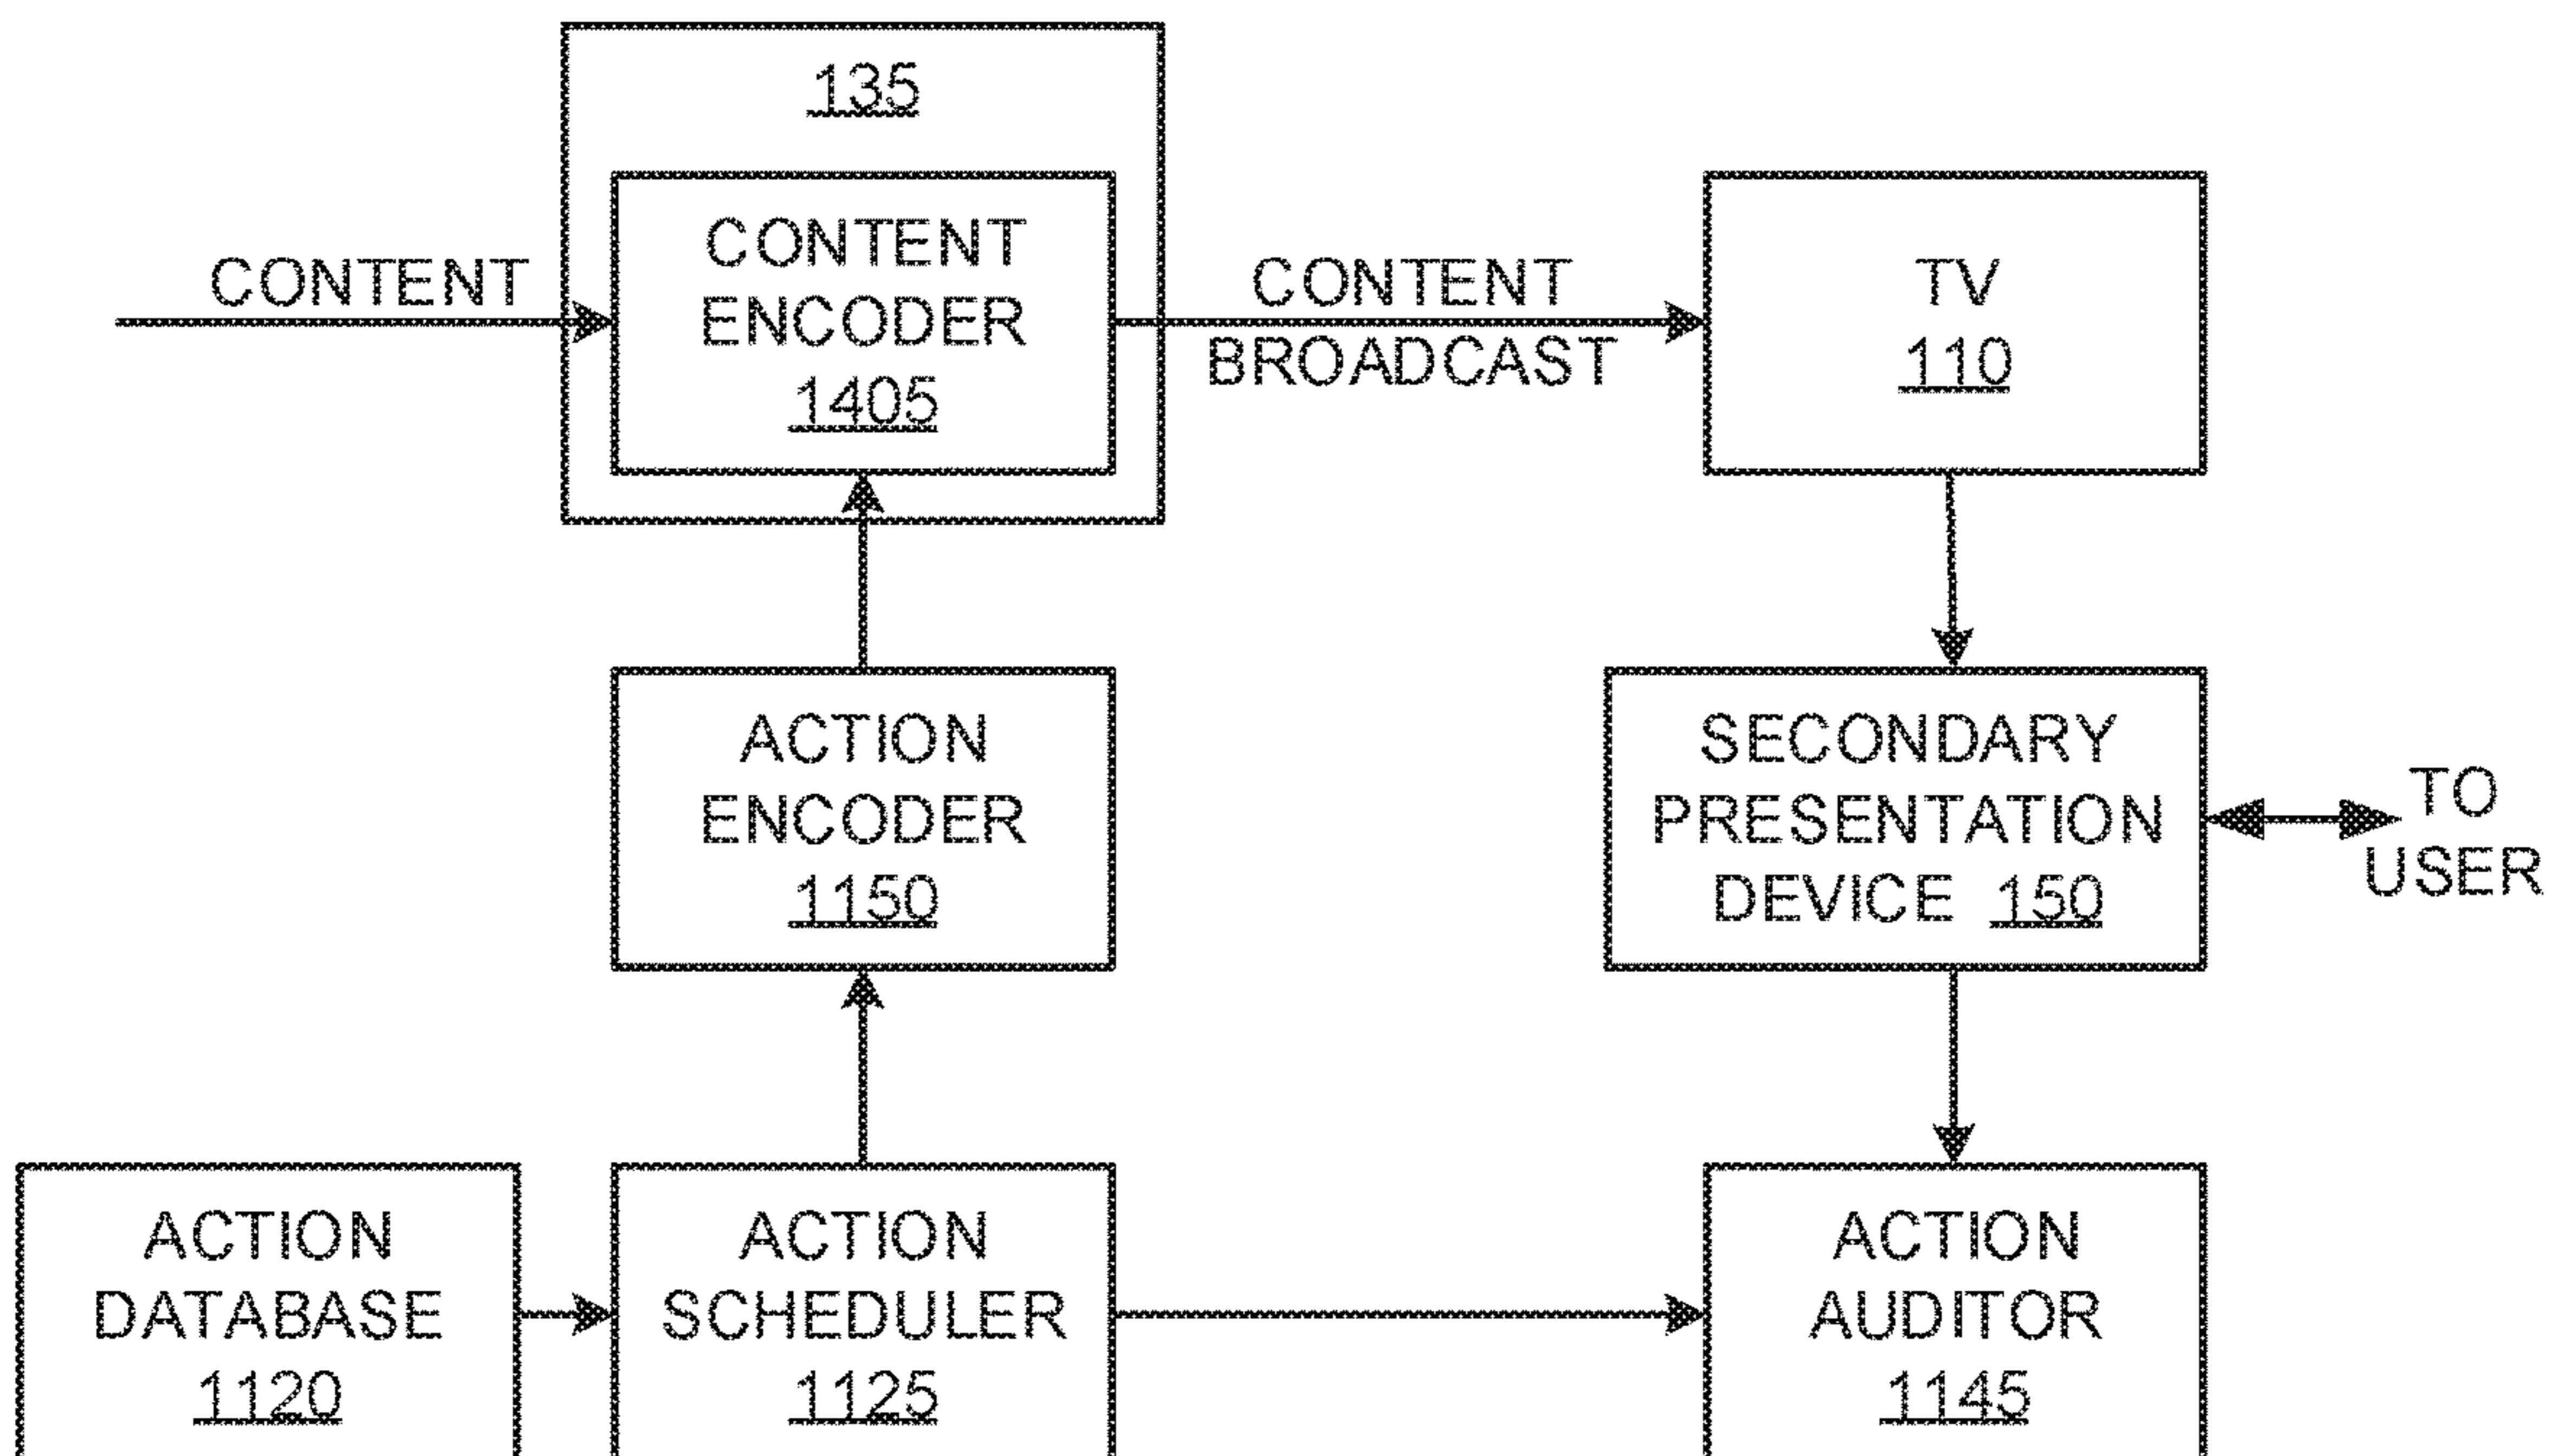 135
CONTENT
CONTENT
ENCODER
1405
CONTENT
BROADCAST
TV
110
ACTION
ENCODER
1150
SECONDARY
PRESENTATION
DEVICE 150
TO
USER
ACTION
DATABASE
1120
ACTION
SCHEDULER
1125
ACTION
AUDITOR
1145